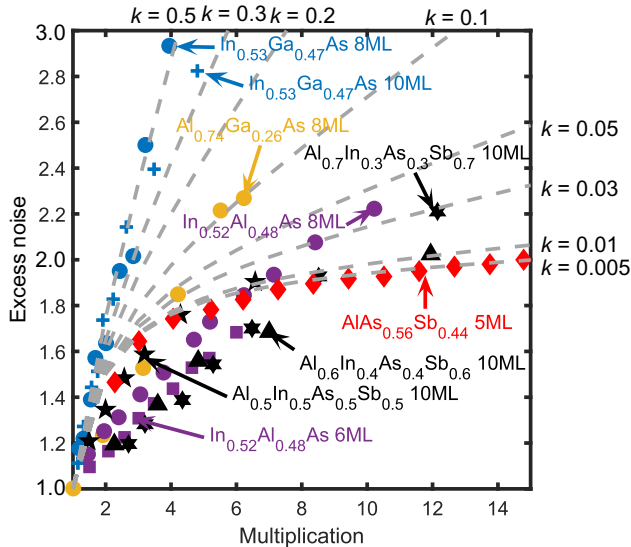 k = 0.5 k = 0.3 k = 0.2 k = 0.1
3.0
In0.53Ga0.47As 8ML
2.8
In0.53Ga0.47As 10ML
2.6
Al0.74Ga0.26As 8ML
k = 0.05
2.4
Al0.7In0.3As0.3Sb0.7 10ML
k = 0.03
2.2
In0.52Al0.48As 8ML
k = 0.01
2.0
k = 0.005
1.8
AlAs0.56Sb0.44 5ML
1.6
Al0.6In0.4As0.4Sb0.6 10ML
1.4
Al0.5In0.5As0.5Sb0.5 10ML
1.2
In0.52Al0.48As 6ML
1.0
Excess noise
2 4 6 8 10 12 14
Multiplication